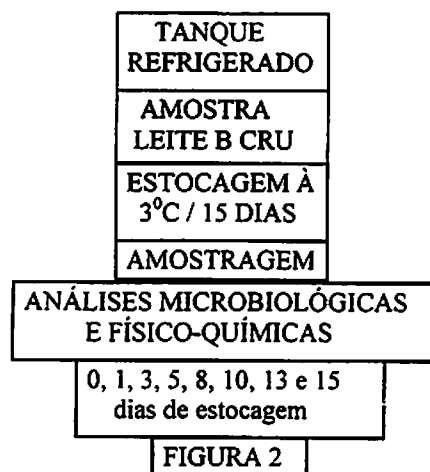 TANQUE
REFRIGERADO
AMOSTRA
LEITE B CRU
ESTOCAGEM À
3⁰C / 15 DIAS
AMOSTRAGEM
ANÁLISES MICROBIOLÓGICAS
E FÍSICO-QUÍMICAS
0, 1, 3, 5, 8, 10, 13 e 15
dias de estocagem
FIGURA 2